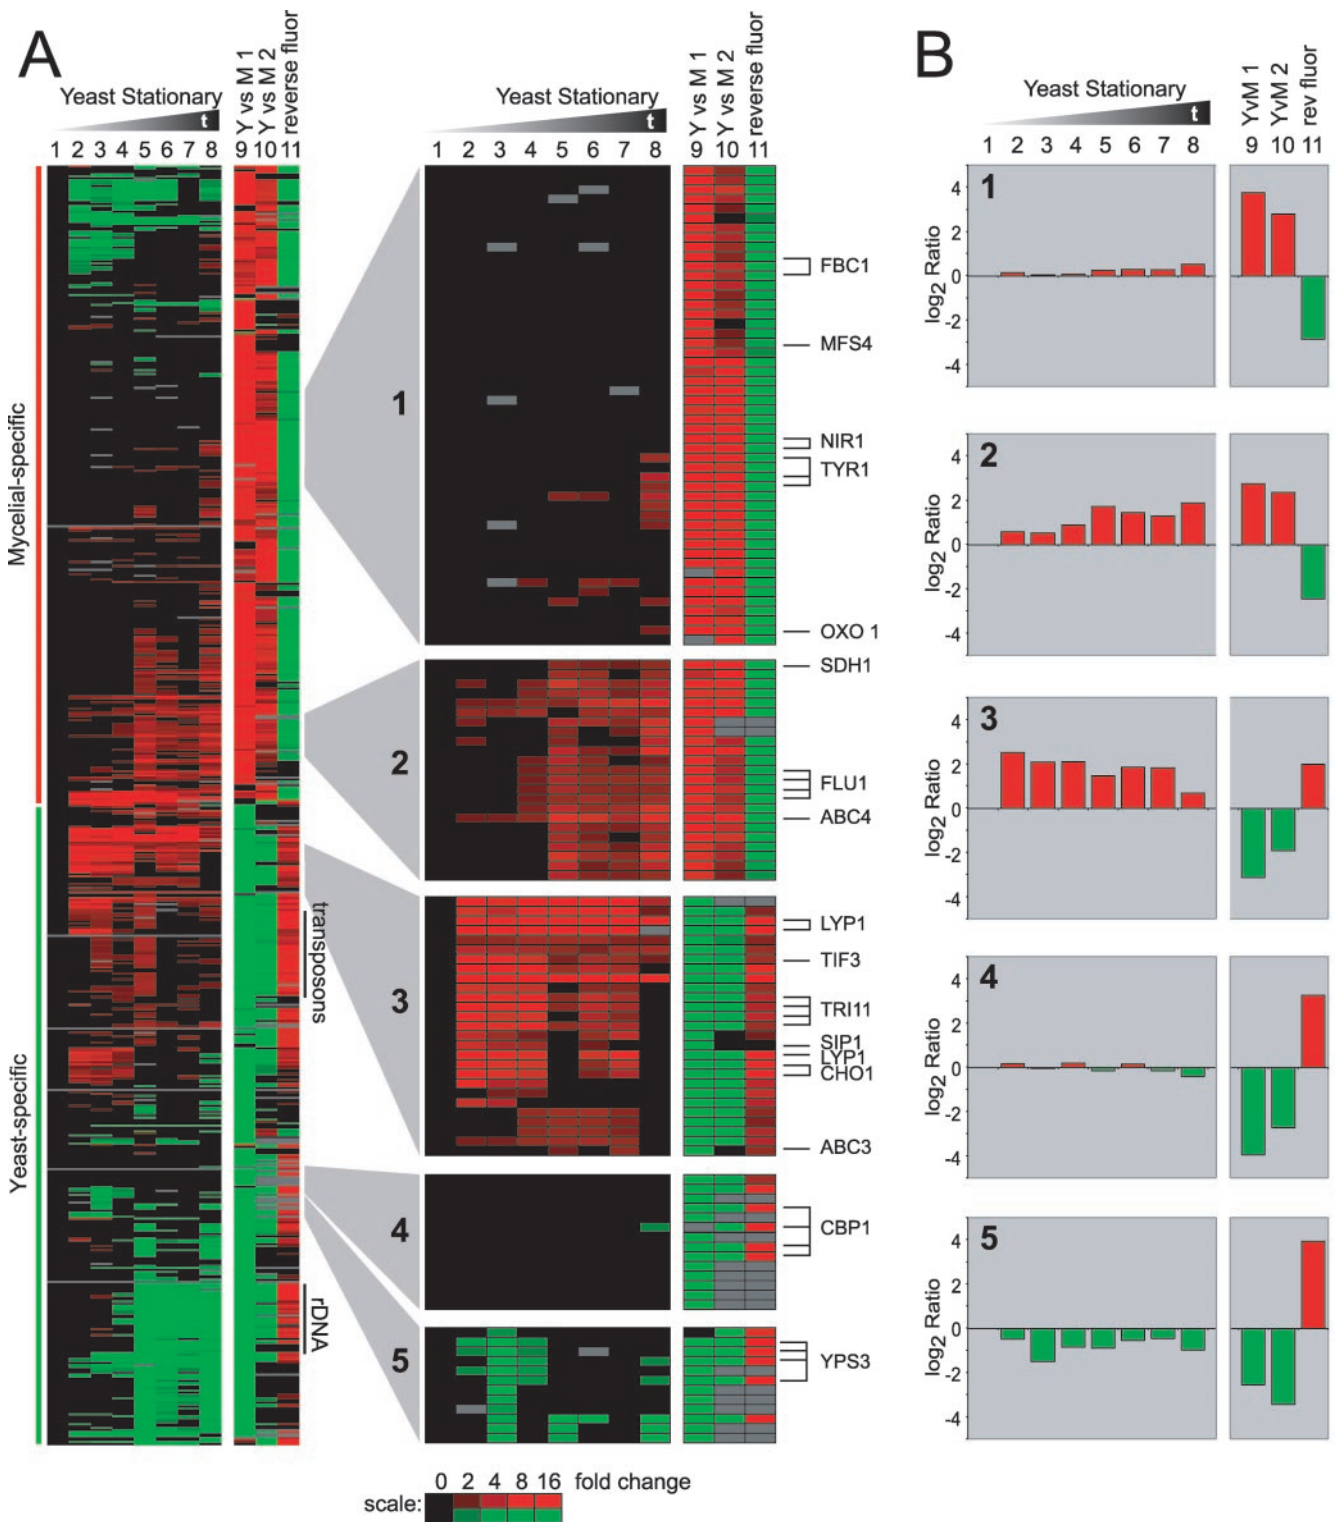 A
Yeast Stationary
t
1 2 3 4 5 6 7 8
Y vs M 1
Y vs M 2
reverse fluor
9 10 11
Yeast Stationary
t
1 2 3 4 5 6 7 8
Y vs M 1
Y vs M 2
reverse fluor
9 10 11
Mycelial-specific
Yeast-specific
transposons
rDNA
1
FBC1
MFS4
NIR1
TYR1
OXO 1
2
SDH1
FLU1
ABC4
3
LYP1
TIF3
TRI11
SIP1
LYP1
CHO1
ABC3
4
CBP1
5
YPS3
0 2 4 8 16 fold change
scale:
B
Yeast Stationary
t
1 2 3 4 5 6 7 8
YvM 1
YvM 2
rev fluor
9 10 11
1
log2 Ratio
4
2
0
-2
-4
2
log2 Ratio
4
2
0
-2
-4
3
log2 Ratio
4
2
0
-2
-4
4
log2 Ratio
4
2
0
-2
-4
5
log2 Ratio
4
2
0
-2
-4